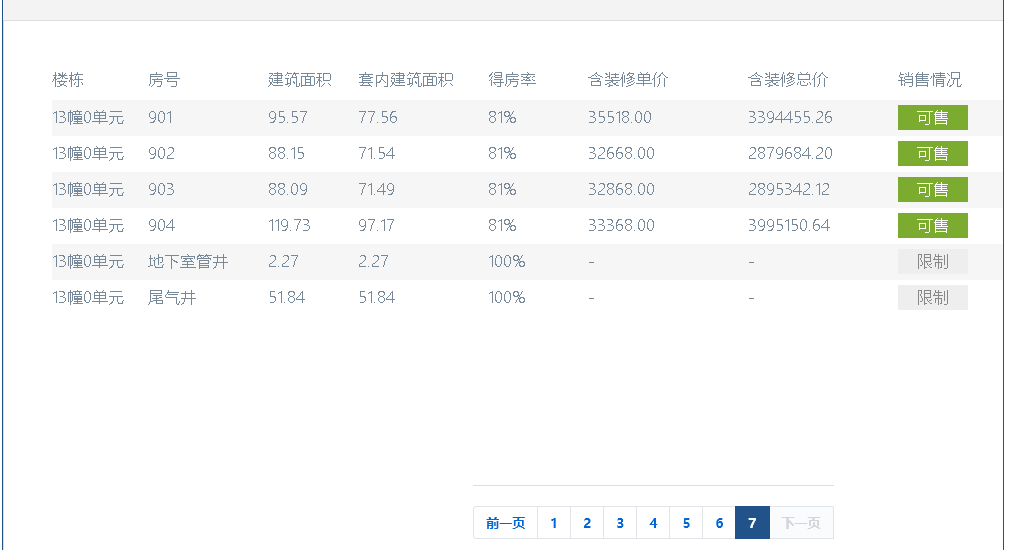 楼栋 房号 建筑面积 套内建筑面积 得房率 含装修单价 含装修总价 销售情况
13幢0单元 901 95.57 77.56 81% 35518.00 3394455.26 可售
13幢0单元 902 88.15 71.54 81% 32668.00 2879684.20 可售
13幢0单元 903 88.09 71.49 81% 32868.00 2895342.12 可售
13幢0单元 904 119.73 97.17 81% 33368.00 3995150.64 可售
13幢0单元 地下室管井 2.27 2.27 100% - - 限制
13幢0单元 尾气井 51.84 51.84 100% - - 限制
前一页 1 2 3 4 5 6 7 下一页